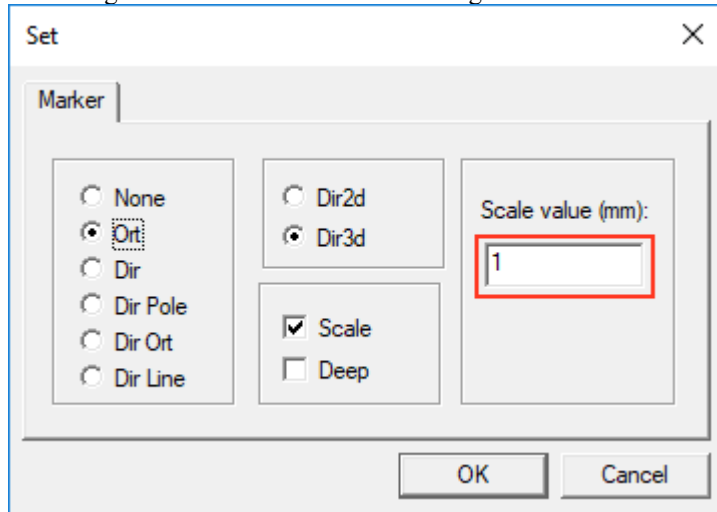 Set
Marker
None
Ort
Dir
Dir Pole
Dir Ort
Dir Line
Dir2d
Dir3d
Scale
Deep
Scale value (mm):
1
OK
Cancel